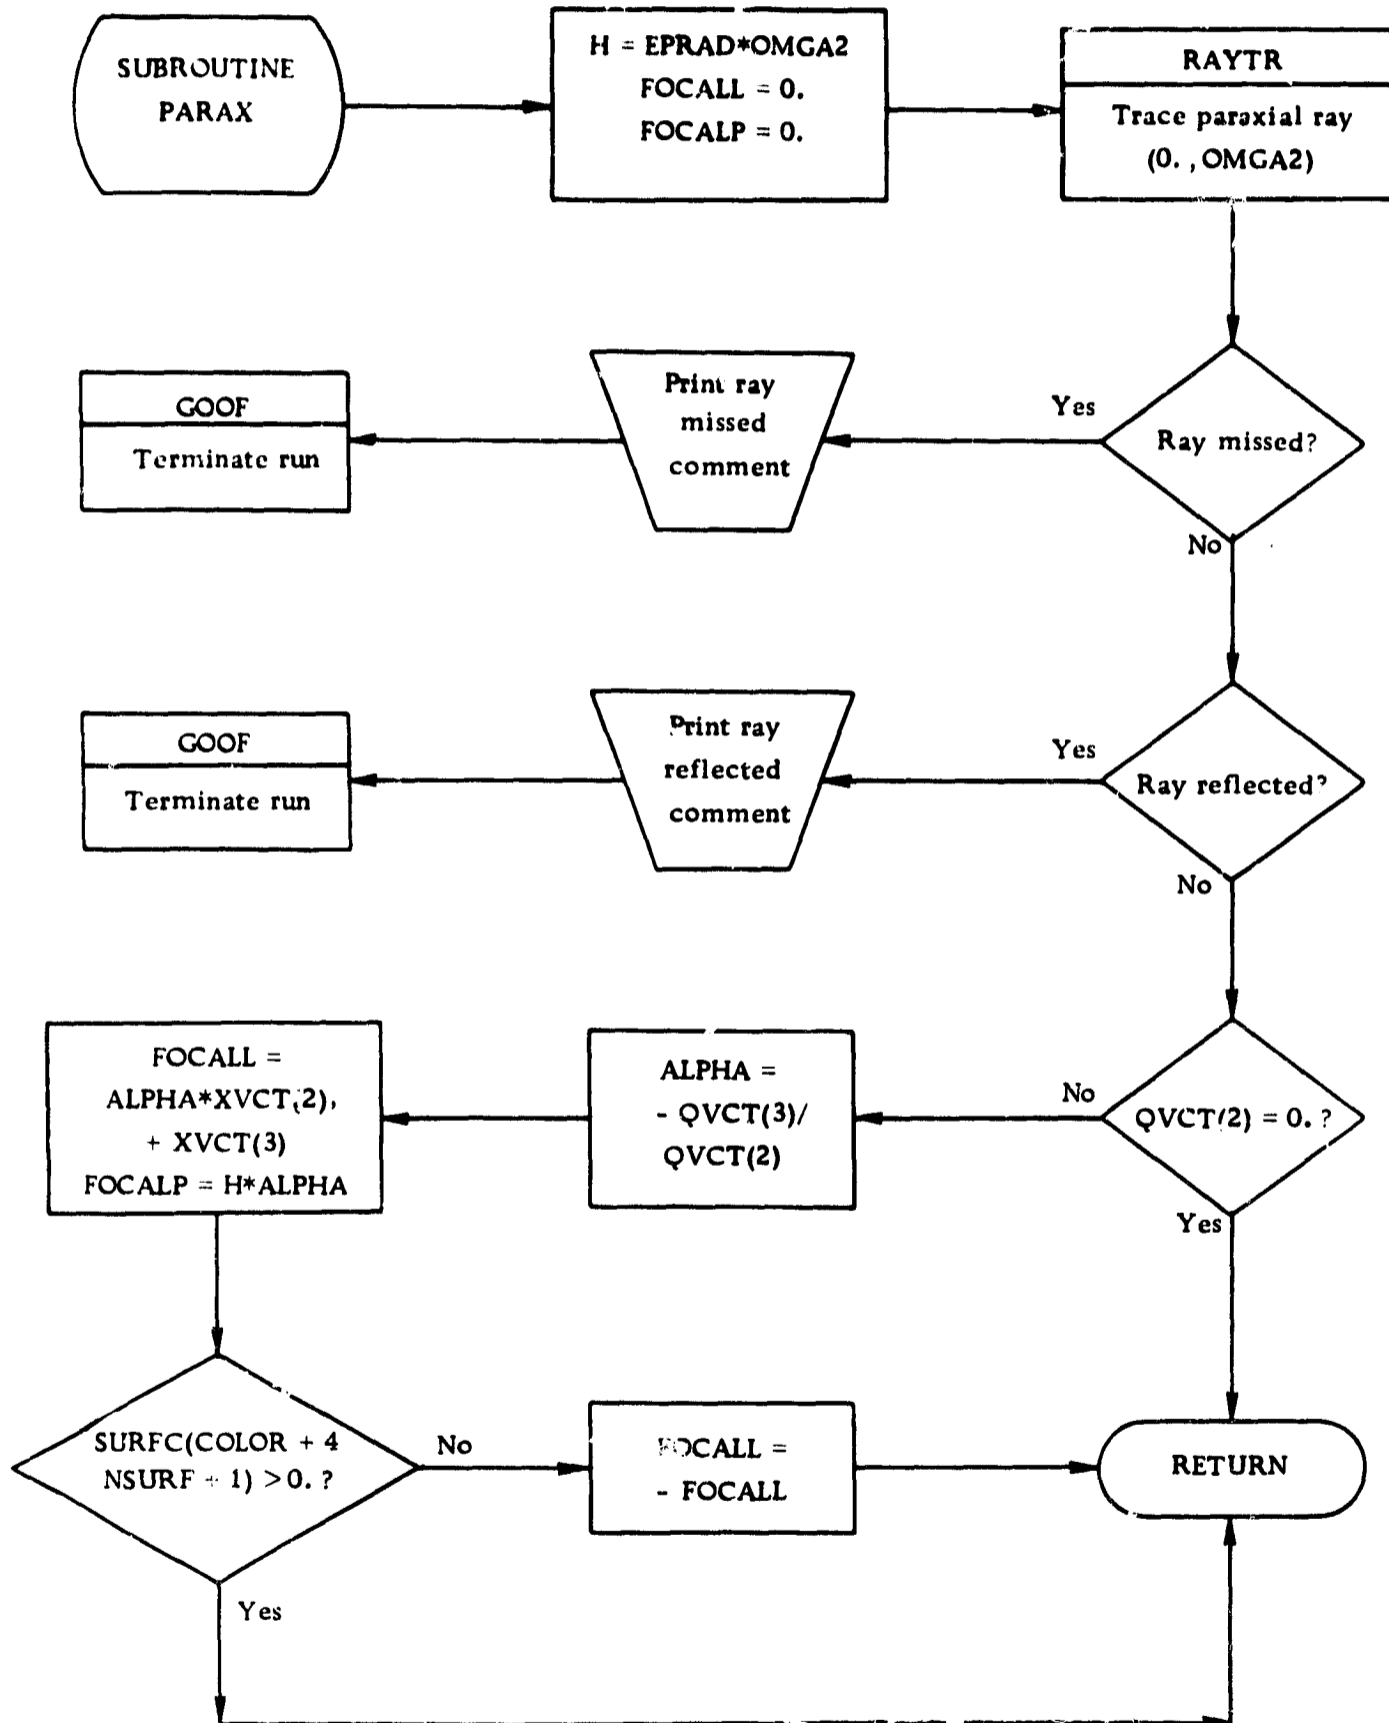 SUBROUTINE
PARAX
H = EPRAD*OMGA2
FOCALL = 0.
FOCALP = 0.
RAYTR
Trace paraxial ray
(0. , OMGA2)
Ray missed?
Yes
No
Print ray
missed
comment
GOOF
Terminate run
Ray reflected?
Yes
No
Print ray
reflected
comment
GOOF
Terminate run
QVCT(2) = 0. ?
No
Yes
ALPHA =
- QVCT(3)/
QVCT(2)
FOCALL =
ALPHA*XVCT(2),
+ XVCT(3)
FOCALP = H*ALPHA
SURFC(COLOR + 4
NSURF + 1) > 0. ?
No
Yes
FOCALL =
- FOCALL
RETURN